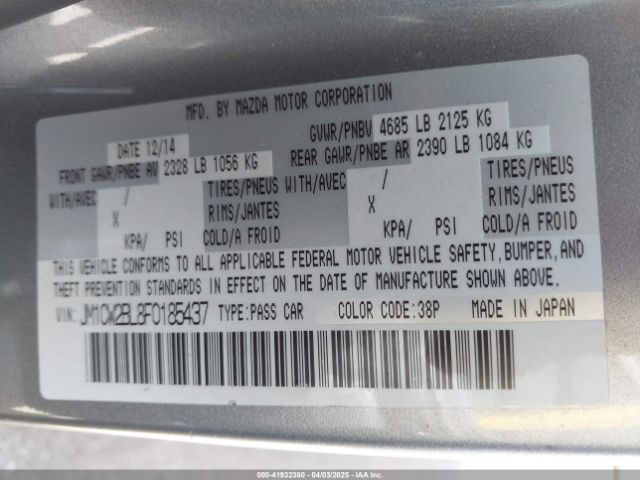 MFD. BY MAZDA MOTOR CORPORATION
DATE 12/14 GVWR/PNBV 4685 LB 2125 KG
FRONT GAWR/PNBE AV 2328 LB 1056 KG REAR GAWR/PNBE AR 2390 LB 1084 KG
WITH/AVEC / TIRES/PNEUS WITH/AVEC / TIRES/PNEUS
X RIMS/JANTES X RIMS/JANTES
KPA/ PSI COLD/A FROID KPA/ PSI COLD/A FROID
THIS VEHICLE CONFORMS TO ALL APPLICABLE FEDERAL MOTOR VEHICLE SAFETY, BUMPER, AND
THEFT PREVENTION STANDARDS IN EFFECT ON THE DATE OF MANUFACTURE SHOWN ABOVE.
VIN: JM1CW2BL8F0185437 TYPE:PASS CAR COLOR CODE:38P MADE IN JAPAN
000-41932360 - 04/03/2025 - IAA Inc.